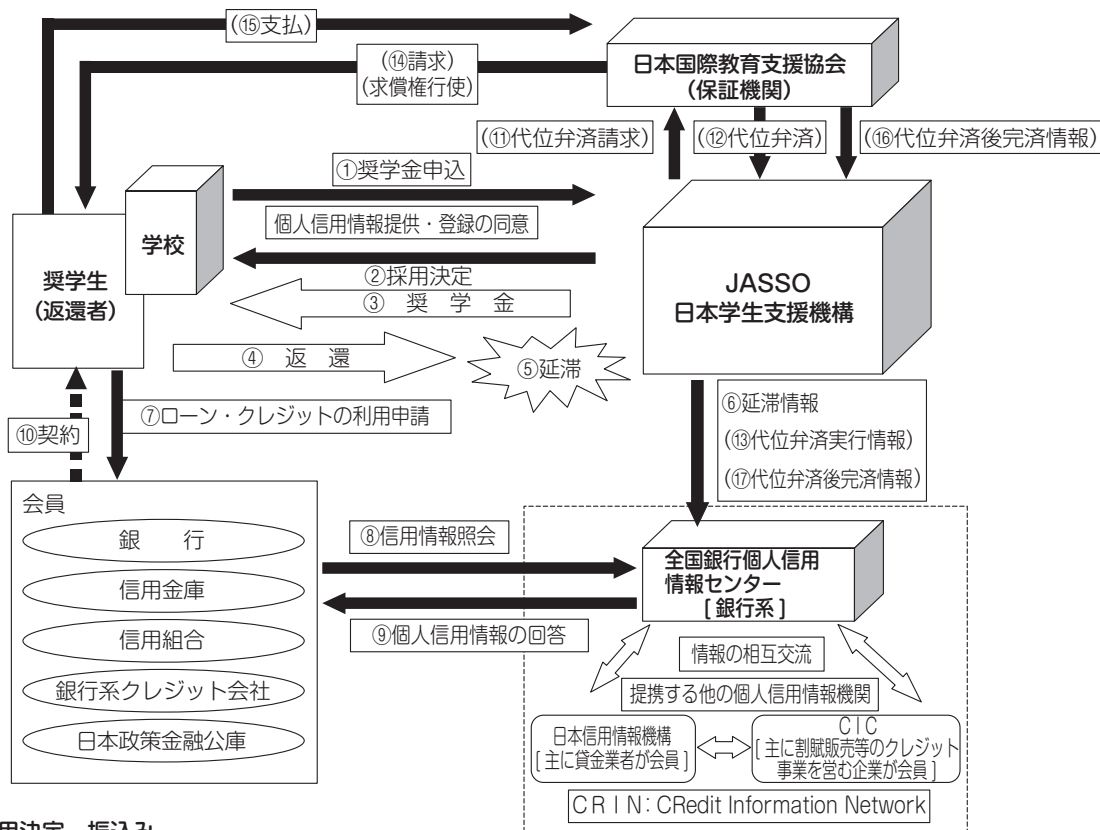 (⑮支払)
(⑭請求)
(求償権行使)
日本国際教育支援協会
(保証機関)
(⑪代位弁済請求)
(⑫代位弁済)
(⑯代位弁済後完済情報)
①奨学金申込
個人信用情報提供・登録の同意
学校
奨学生
(返還者)
②採用決定
③ 奨 学 金
JASSO
日本学生支援機構
④ 返 還
⑤延滞
⑥延滞情報
(⑬代位弁済実行情報)
(⑰代位弁済後完済情報)
⑦ローン・クレジットの利用申請
⑩契約
会員
銀 行
信用金庫
信用組合
銀行系クレジット会社
日本政策金融公庫
⑧信用情報照会
⑨個人信用情報の回答
全国銀行個人信用
情報センター
[銀行系]
情報の相互交流
提携する他の個人信用情報機関
日本信用情報機構
[主に貸金業者が会員]
CIC
[主に割賦販売等のクレジット
事業を営む企業が会員]
CRIN:CRedit Information Network